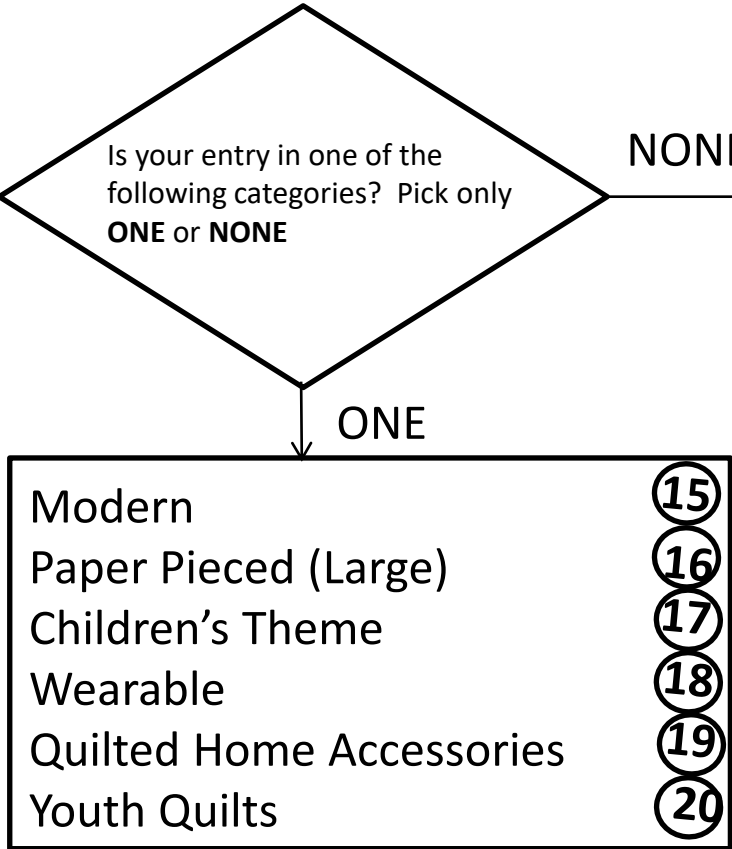 Is your entry in one of the
following categories? Pick only
ONE or NONE
NONE
ONE
Modern 15
Paper Pieced (Large) 16
Children’s Theme 17
Wearable 18
Quilted Home Accessories 19
Youth Quilts 20